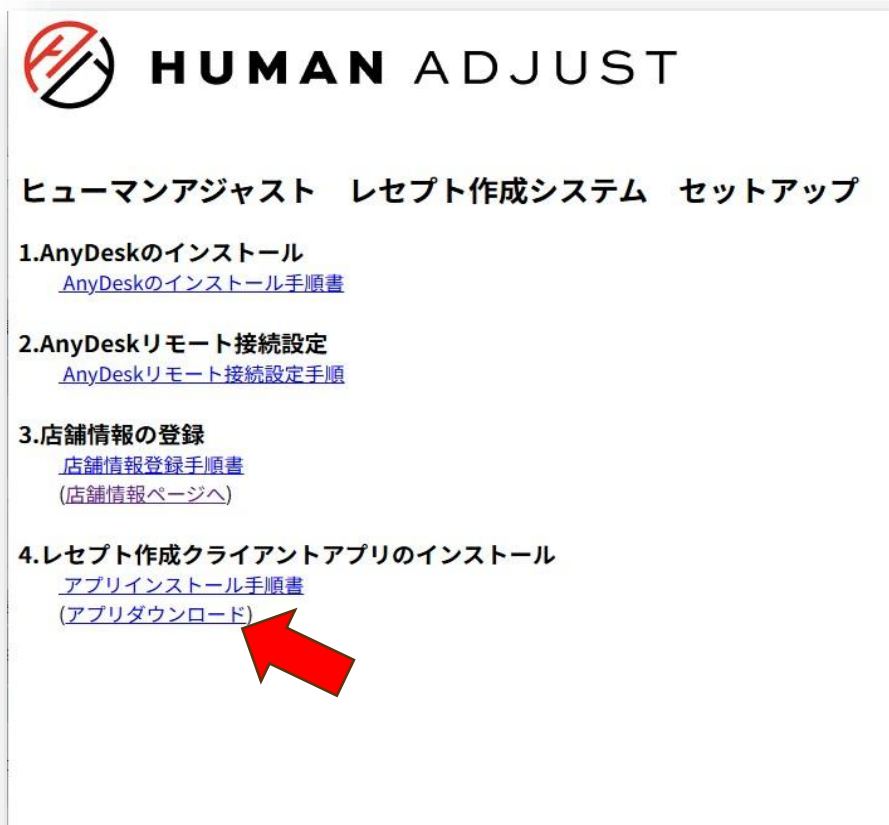 HUMAN ADJUST
ヒューマンアジャスト　レセプト作成システム　セットアップ
1.AnyDeskのインストール
AnyDeskのインストール手順書
2.AnyDeskリモート接続設定
AnyDeskリモート接続設定手順
3.店舗情報の登録
店舗情報登録手順書
(店舗情報ページへ)
4.レセプト作成クライアントアプリのインストール
アプリインストール手順書
(アプリダウンロード)